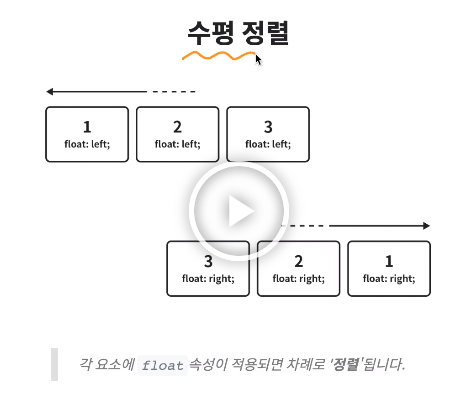 수평 정렬
1 2 3
float: left; float: left; float: left;
3 2 1
float: right; float: right; float: right;
각 요소에 float 속성이 적용되면 차례로 '정렬'됩니다.